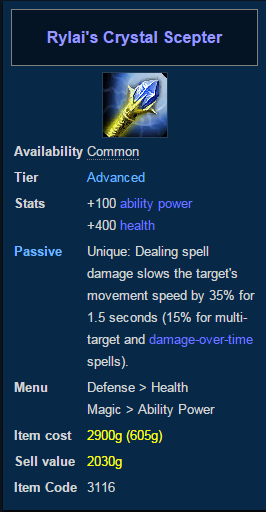 Rylai's Crystal Scepter
Availability Common
Tier Advanced
Stats +100 ability power
+400 health
Passive Unique: Dealing spell
damage slows the target's
movement speed by 35% for
1.5 seconds (15% for multi-
target and damage-over-time
spells).
Menu Defense > Health
Magic > Ability Power
Item cost 2900g (605g)
Sell value 2030g
Item Code 3116